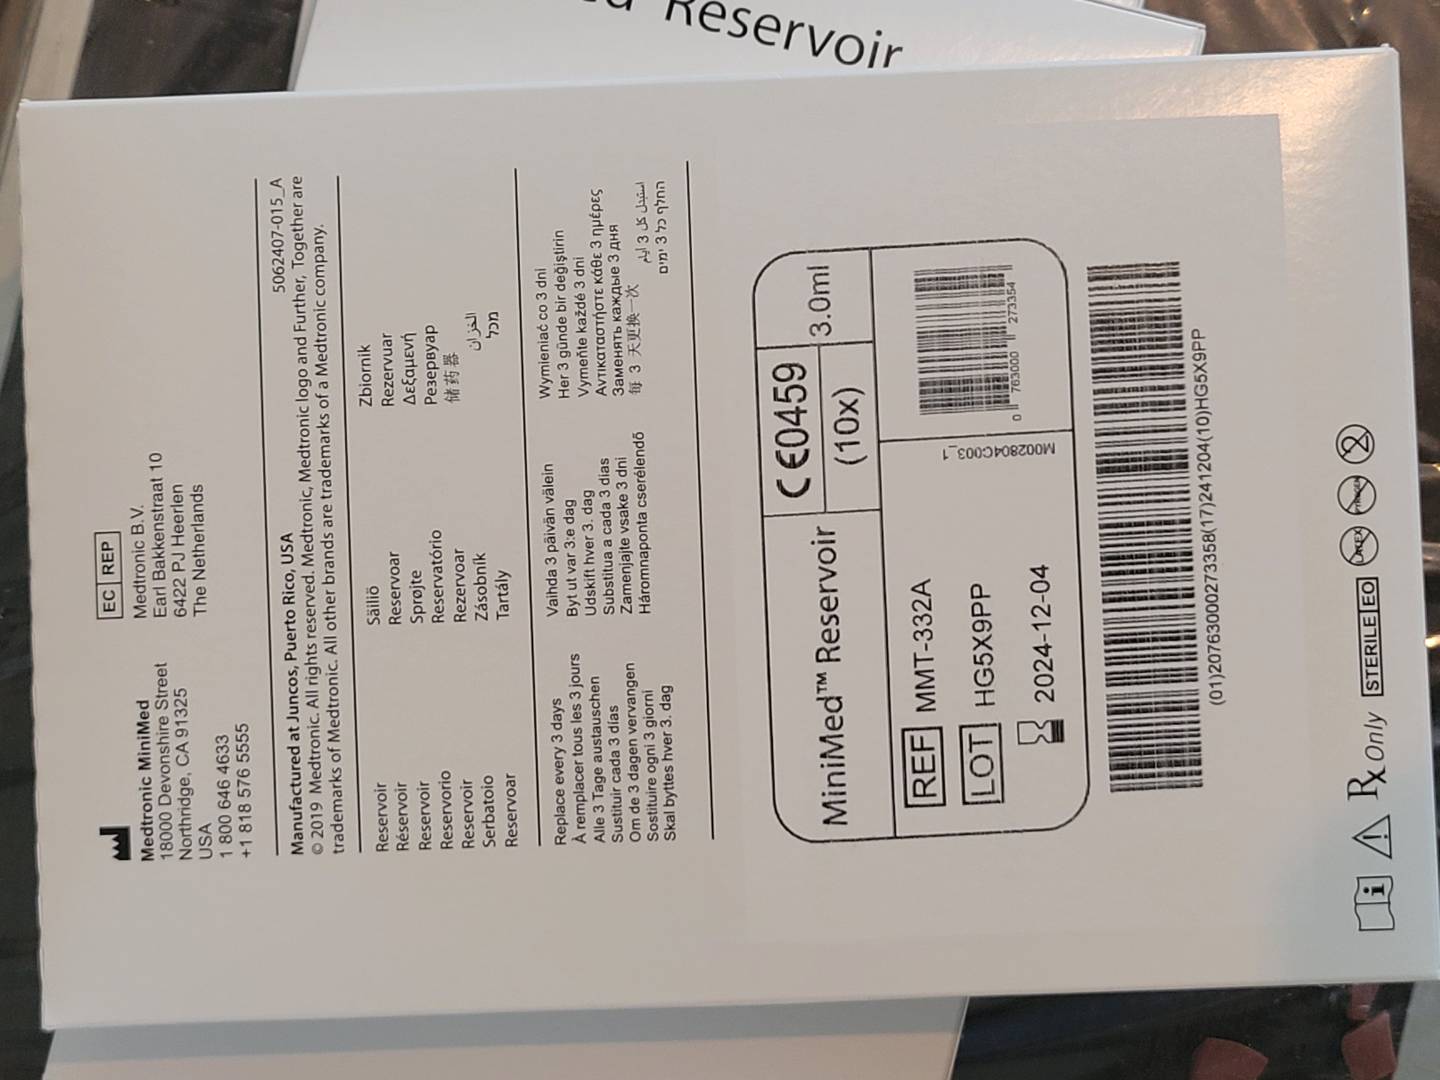 Reservoir
Medtronic MiniMed
18000 Devonshire Street
Northridge, CA 91325
USA
1 800 646 4633
+1 818 576 5555
EC REP
Medtronic B.V.
Earl Bakkenstraat 10
6422 PJ Heerlen
The Netherlands
5062407-015_A
Manufactured at Juncos, Puerto Rico, USA
© 2019 Medtronic. All rights reserved. Medtronic, Medtronic logo and Further, Together are
trademarks of Medtronic. All other brands are trademarks of a Medtronic company.
Reservoir
Réservoir
Reservoir
Reservorio
Reservoir
Serbatoio
Reservoar
Säiliö
Reservoar
Sprøjte
Reservatório
Rezervoar
Zásobník
Tartály
Zbiornik
Rezervuar
Δεξαμενή
Резервуар
储药器
الخزان
מכל
Replace every 3 days
À remplacer tous les 3 jours
Alle 3 Tage austauschen
Sustituir cada 3 días
Om de 3 dagen vervangen
Sostituire ogni 3 giorni
Skal byttes hver 3. dag
Vaihda 3 päivän välein
Byt ut var 3:e dag
Udskift hver 3. dag
Substitua a cada 3 dias
Zamenjajte vsake 3 dni
Háromnaponta cserélendő
Wymieniać co 3 dni
Her 3 günde bir değiştirin
Vyměňte každé 3 dni
Αντικαταστήστε κάθε 3 ημέρες
Заменять каждые 3 дня
每 3 天更换一次
استبدل كل 3 أيام
החלף כל 3 ימים
MiniMed™ Reservoir
CE0459
(10x)
3.0ml
REF MMT-332A
LOT HG5X9PP
2024-12-04
M002804C003_1
0 763000 273354
(01)20763000273358(17)241204(10)HG5X9PP
Rx Only
STERILE EO
LATEX
2